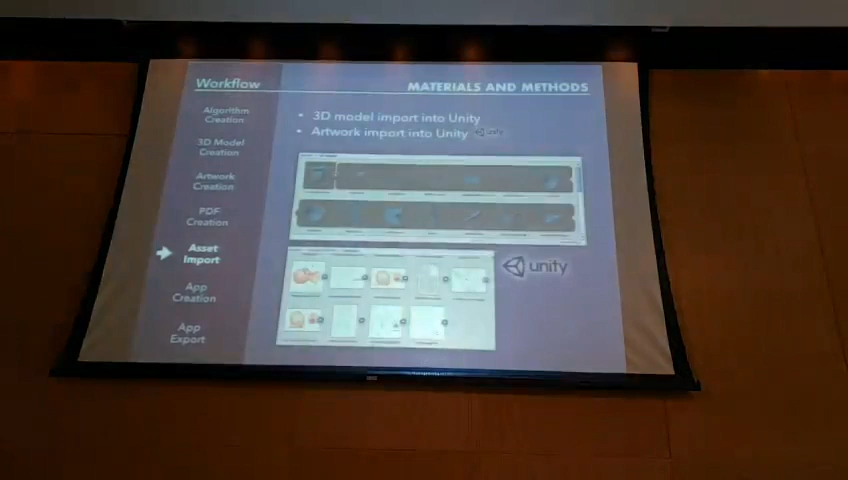 Workflow
MATERIALS AND METHODS
Algorithm
Creation
3D Model
Creation
Artwork
Creation
PDF
Creation
Asset
Import
App
Creation
App
Export
• 3D model import into Unity
• Artwork import into Unity unity
unity